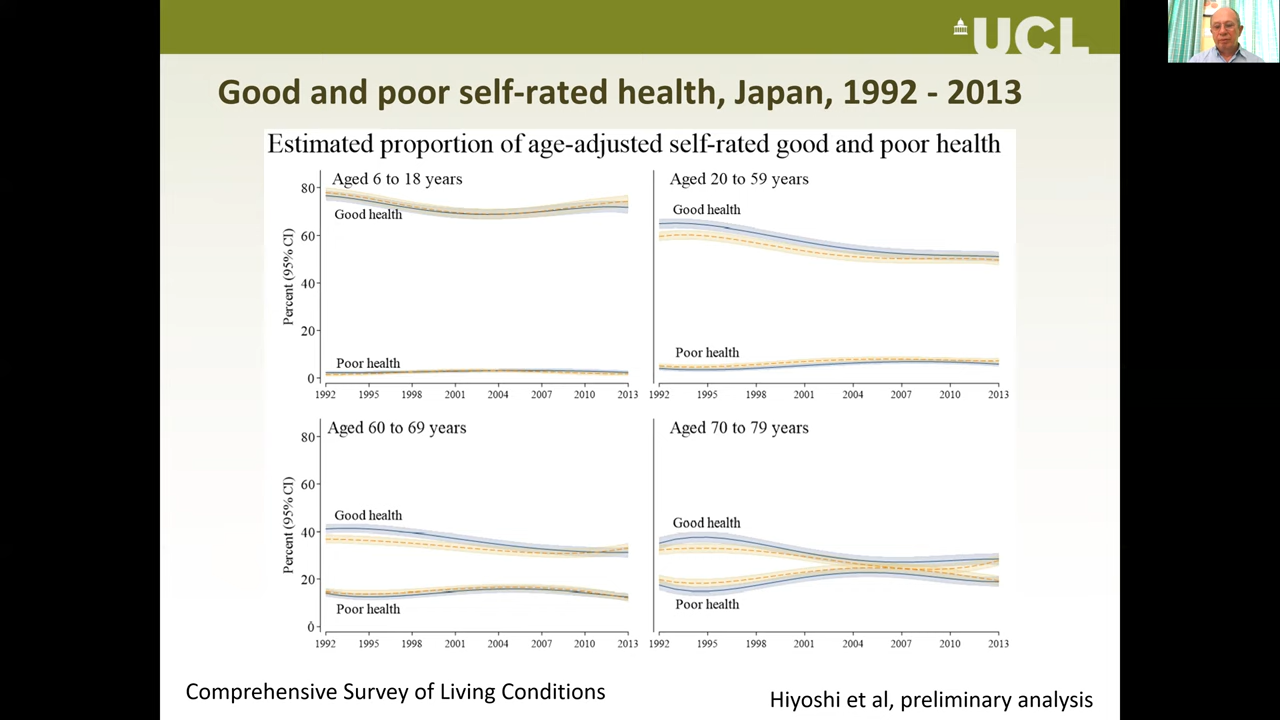 UCL
Good and poor self-rated health, Japan, 1992 - 2013
Estimated proportion of age-adjusted self-rated good and poor health
Aged 6 to 18 years
80
60
40
20
0
Percent (95% CI)
Good health
Poor health
1992 1995 1998 2001 2004 2007 2010 2013
Aged 20 to 59 years
Good health
Poor health
1992 1995 1998 2001 2004 2007 2010 2013
Aged 60 to 69 years
80
60
40
20
0
Percent (95% CI)
Good health
Poor health
1992 1995 1998 2001 2004 2007 2010 2013
Aged 70 to 79 years
Good health
Poor health
1992 1995 1998 2001 2004 2007 2010 2013
Comprehensive Survey of Living Conditions
Hiyoshi et al, preliminary analysis